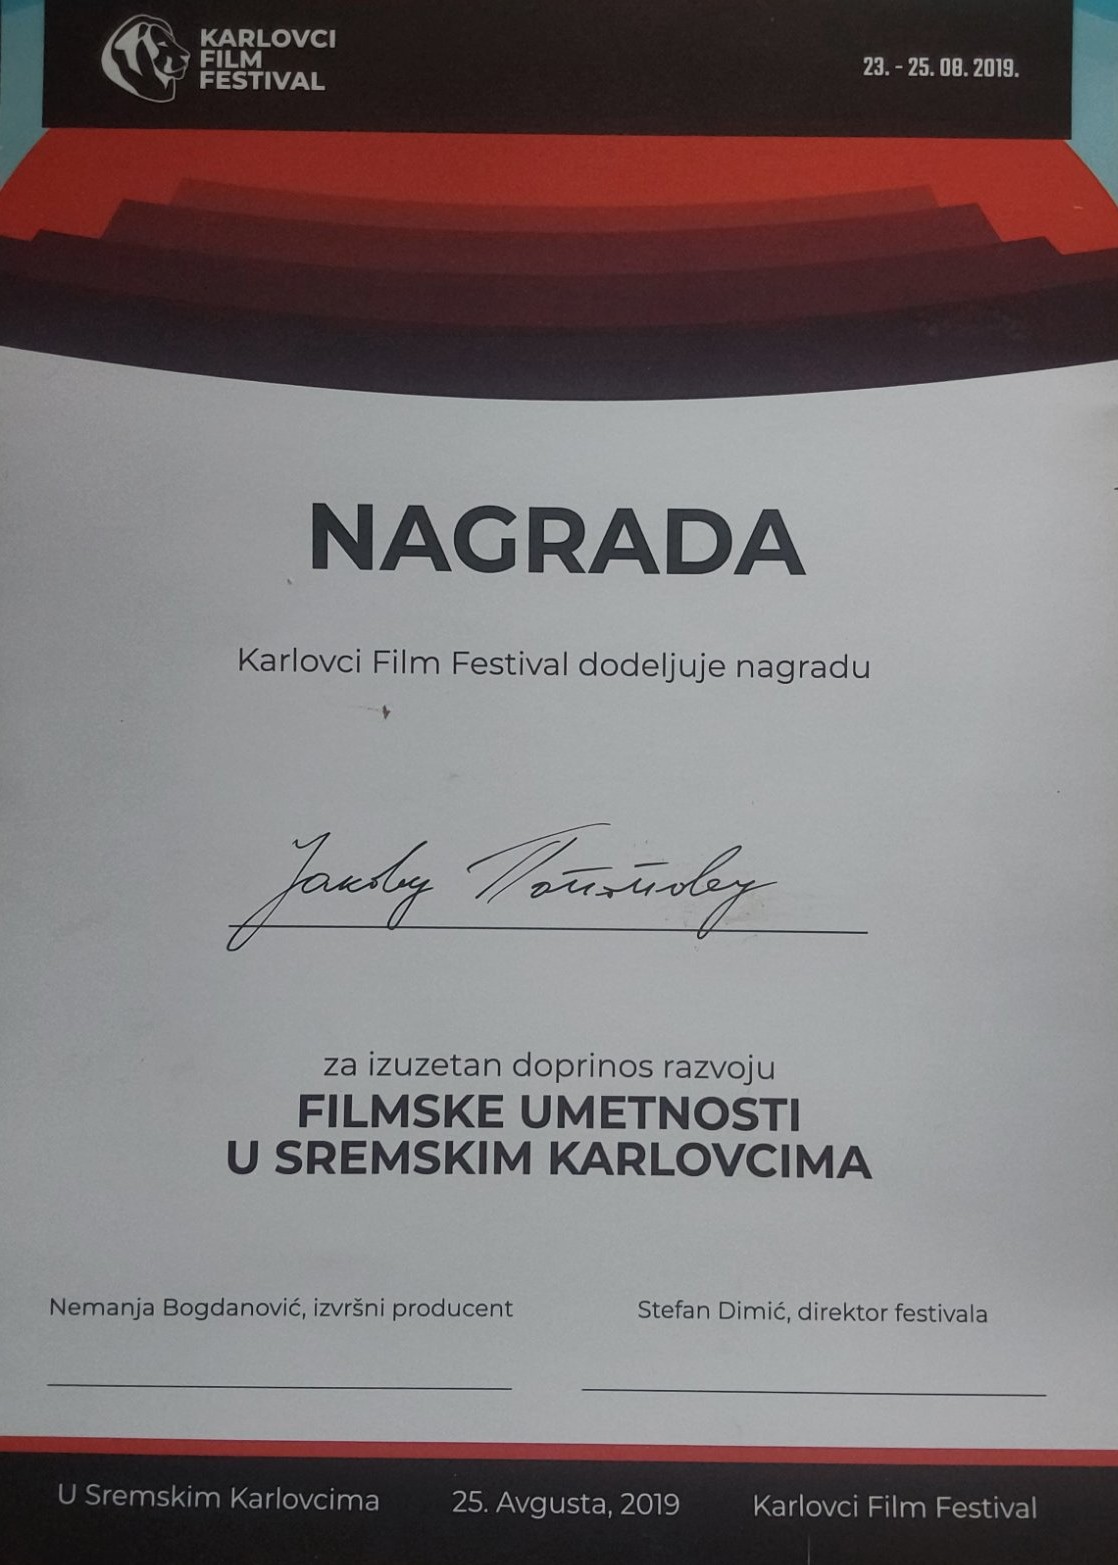 KARLOVCI
FILM
FESTIVAL
23. - 25. 08. 2019.
NAGRADA
Karlovci Film Festival dodeljuje nagradu
Јакову
za izuzetan doprinos razvoju
FILMSKE UMETNOSTI
U SREMSKIM KARLOVCIMA
Nemanja Bogdanović, izvršni producent
Stefan Dimić, direktor festivala
U Sremskim Karlovcima
25. Avgusta, 2019
Karlovci Film Festival